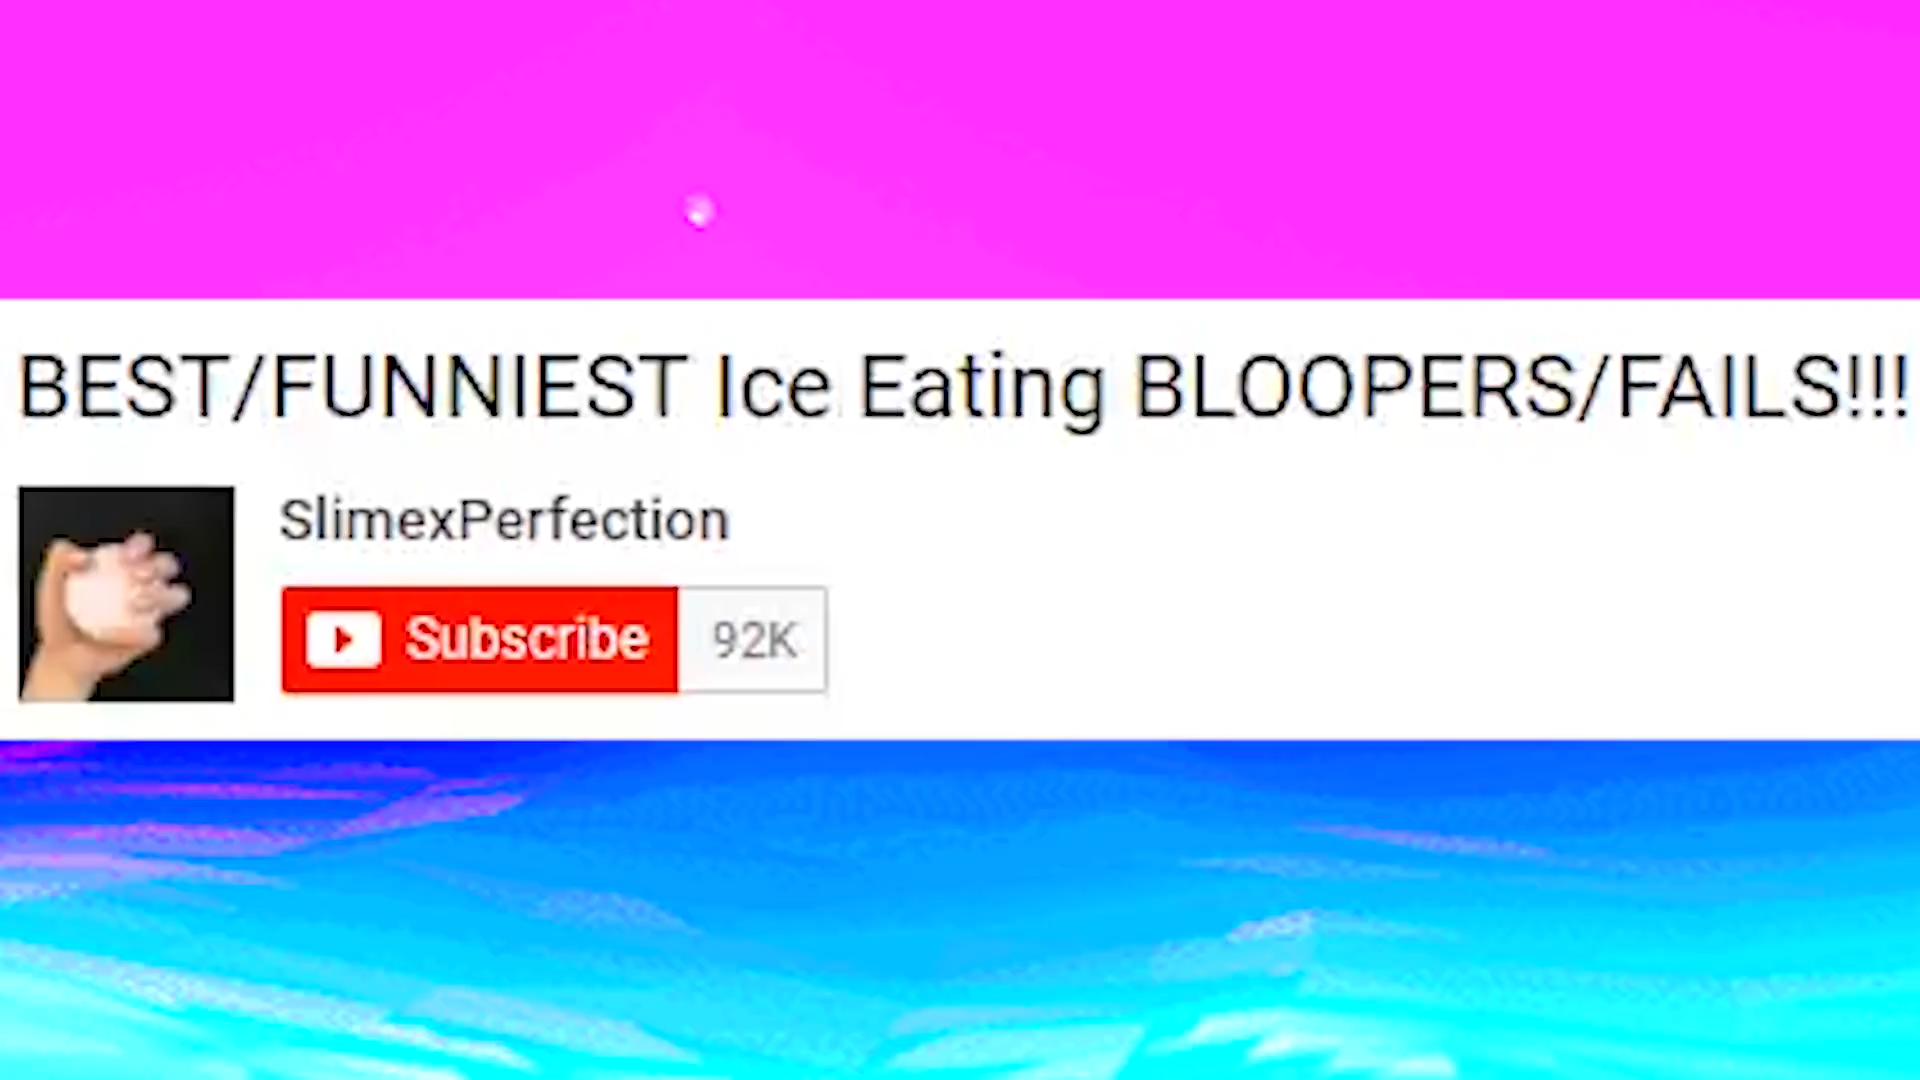 BEST/FUNNIEST Ice Eating BLOOPERS/FAILS!!!
SlimexPerfection
Subscribe 92K